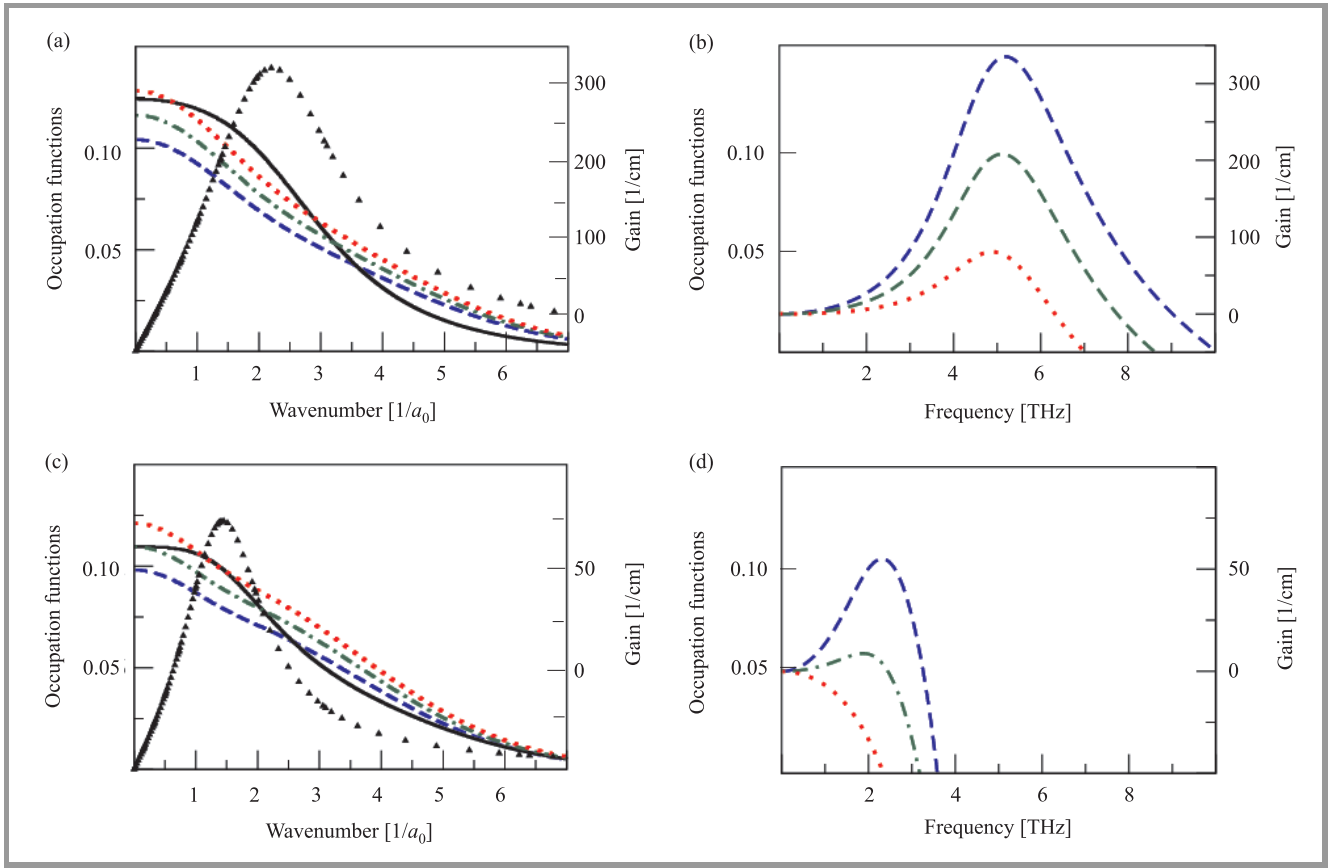 (a)
Occupation functions
0.10
0.05
300
200
100
0
Gain [1/cm]
1 2 3 4 5 6
Wavenumber [1/a0]
(b)
Occupation functions
0.10
0.05
300
200
100
0
Gain [1/cm]
2 4 6 8
Frequency [THz]
(c)
Occupation functions
0.10
0.05
50
0
Gain [1/cm]
1 2 3 4 5 6
Wavenumber [1/a0]
(d)
Occupation functions
0.10
0.05
50
0
Gain [1/cm]
2 4 6 8
Frequency [THz]